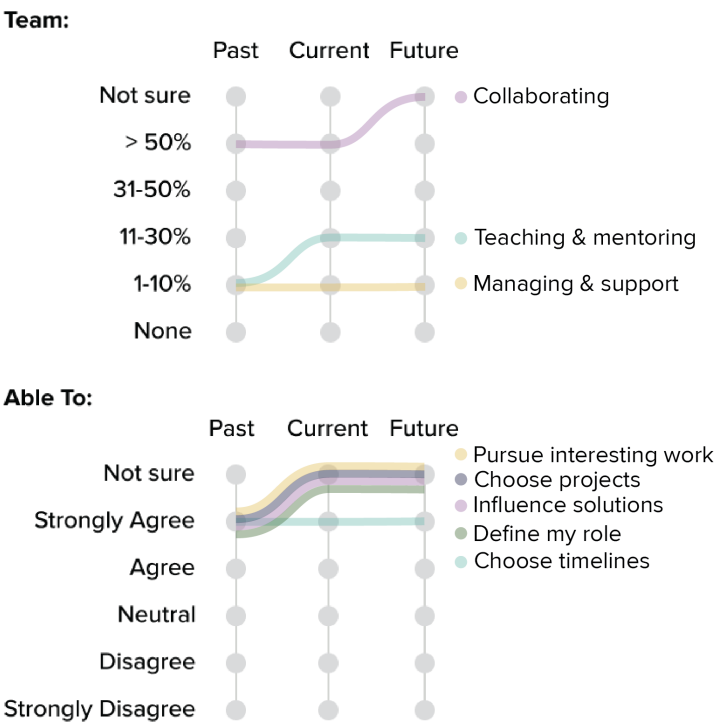 Team:
Past Current Future
Not sure
Collaborating
> 50%
31-50%
11-30%
Teaching & mentoring
1-10%
Managing & support
None
Able To:
Past Current Future
Pursue interesting work
Not sure
Choose projects
Influence solutions
Strongly Agree
Define my role
Choose timelines
Agree
Neutral
Disagree
Strongly Disagree